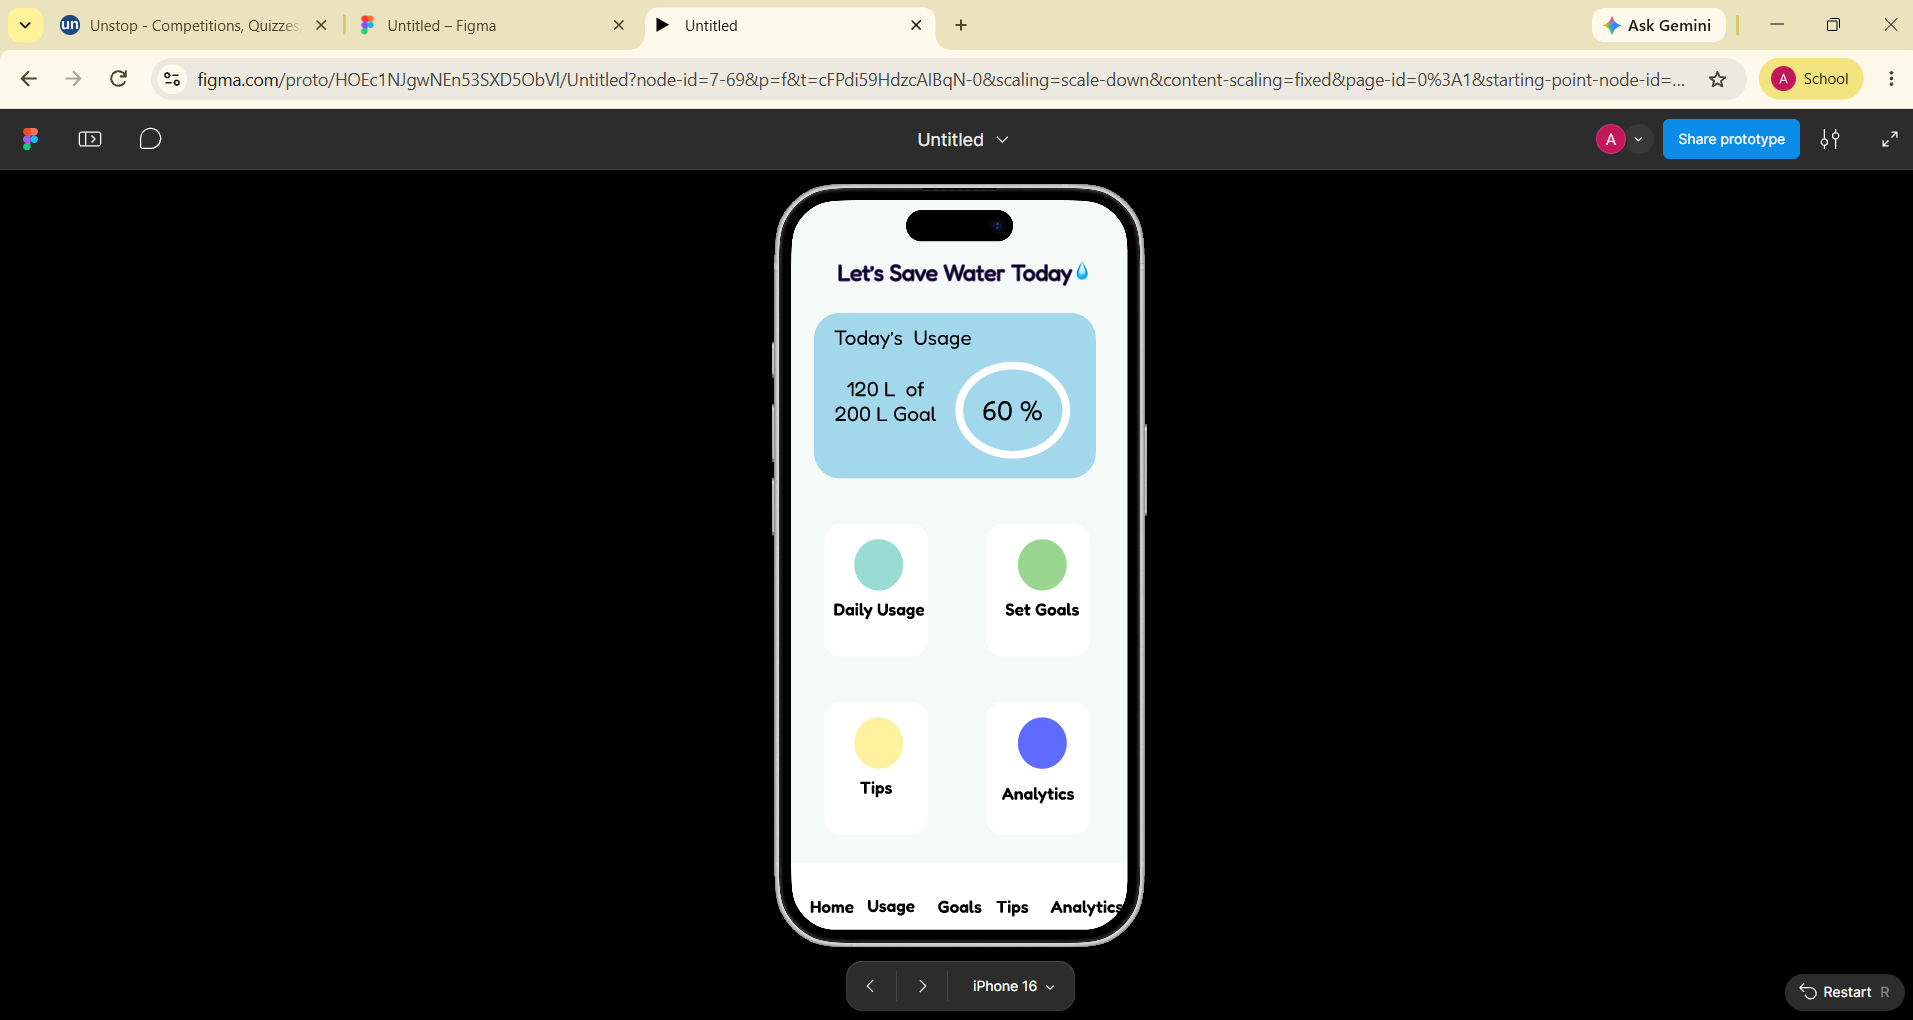 un Unstop - Competitions, Quizzes
Untitled – Figma
Untitled
Ask Gemini
figma.com/proto/HOEc1NJgwNEn53SXD5ObVl/Untitled?node-id=7-69&p=f&t=cFPdi59HdzcAIBqN-0&scaling=scale-down&content-scaling=fixed&page-id=0%3A1&starting-point-node-id=...
A School
Untitled
A
Share prototype
Let's Save Water Today💧
Today's Usage
120 L of
200 L Goal
60 %
Daily Usage
Set Goals
Tips
Analytics
Home Usage Goals Tips Analytics
iPhone 16
Restart R